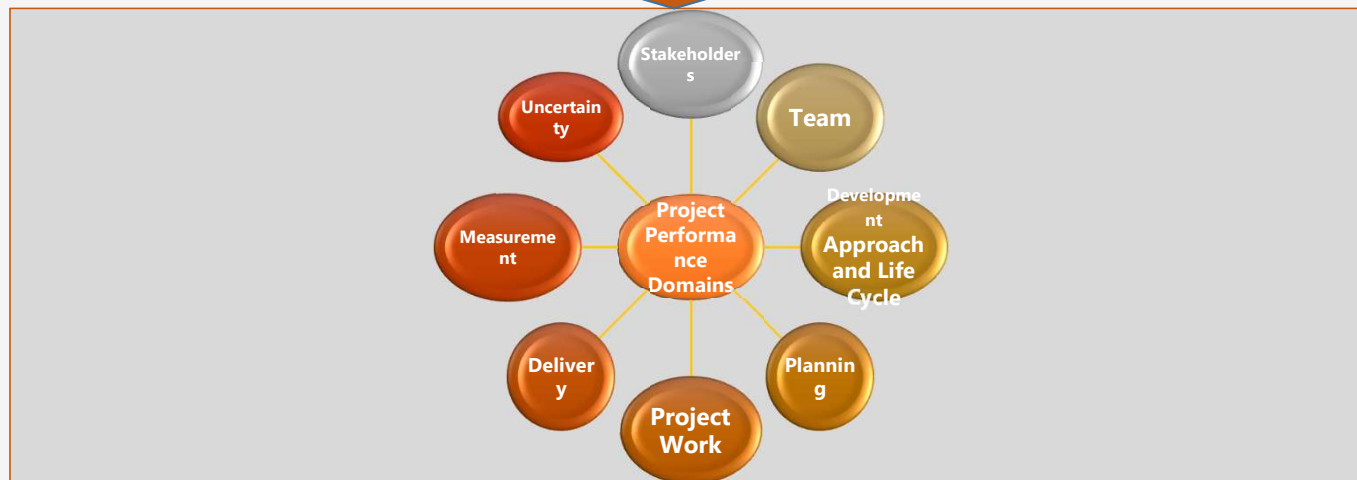 Stakeholder
s
Team
Developme
nt
Approach
and Life
Cycle
Plannin
g
Project
Work
Deliver
y
Measureme
nt
Uncertain
ty
Project
Performa
nce
Domains